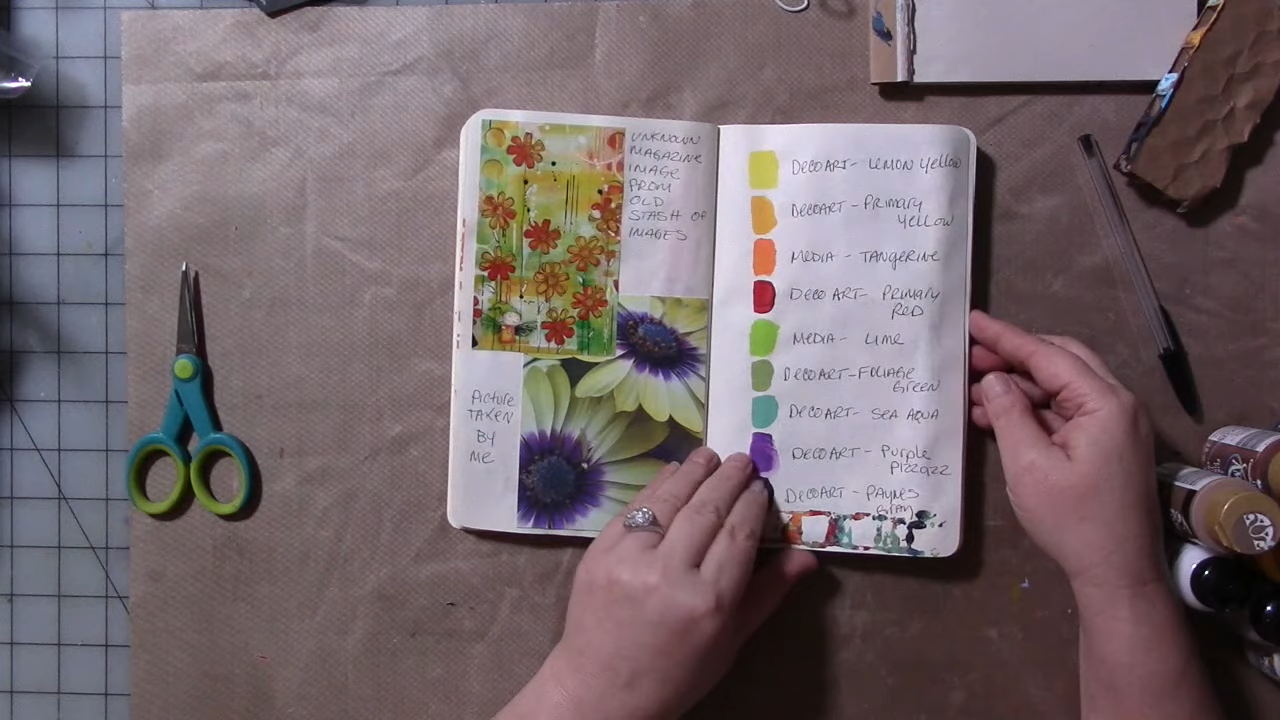 UNKNOWN
MAGAZINE
IMAGE
FROM
OLD
STASH OF
IMAGES
Picture
TAKEN
By
Me
DecoArt - Lemon Yellow
DecoArt - Primary
Yellow
Media - Tangerine
Deco Art - Primary
Red
Media - Lime
DecoArt - Foliage
Green
DecoArt - Sea Aqua
DecoArt - Purple
Pizzazz
DecoArt - Paynes
Gray